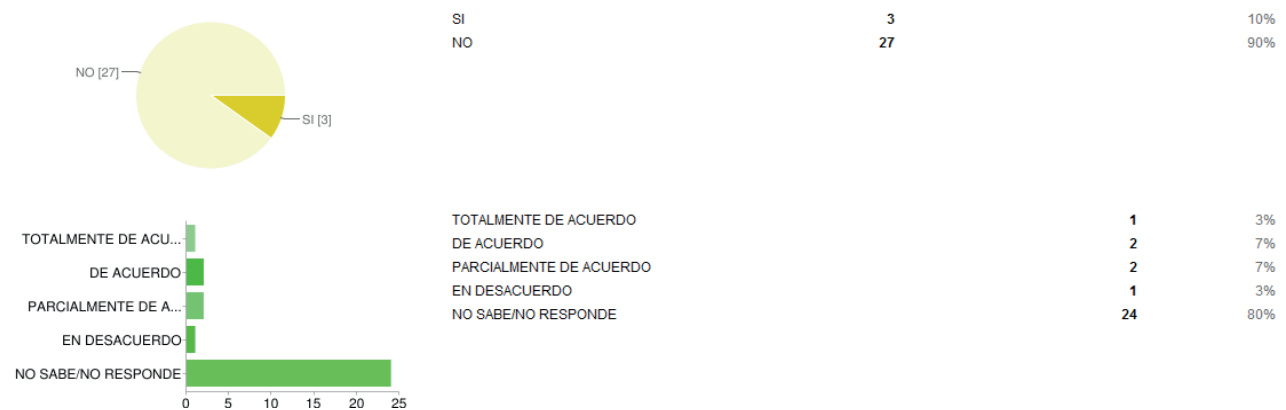 SI 3 10%
NO 27 90%
NO [27]
SI [3]
TOTALMENTE DE ACU...
DE ACUERDO
PARCIALMENTE DE A...
EN DESACUERDO
NO SABE/NO RESPONDE
0 5 10 15 20 25
TOTALMENTE DE ACUERDO 1 3%
DE ACUERDO 2 7%
PARCIALMENTE DE ACUERDO 2 7%
EN DESACUERDO 1 3%
NO SABE/NO RESPONDE 24 80%